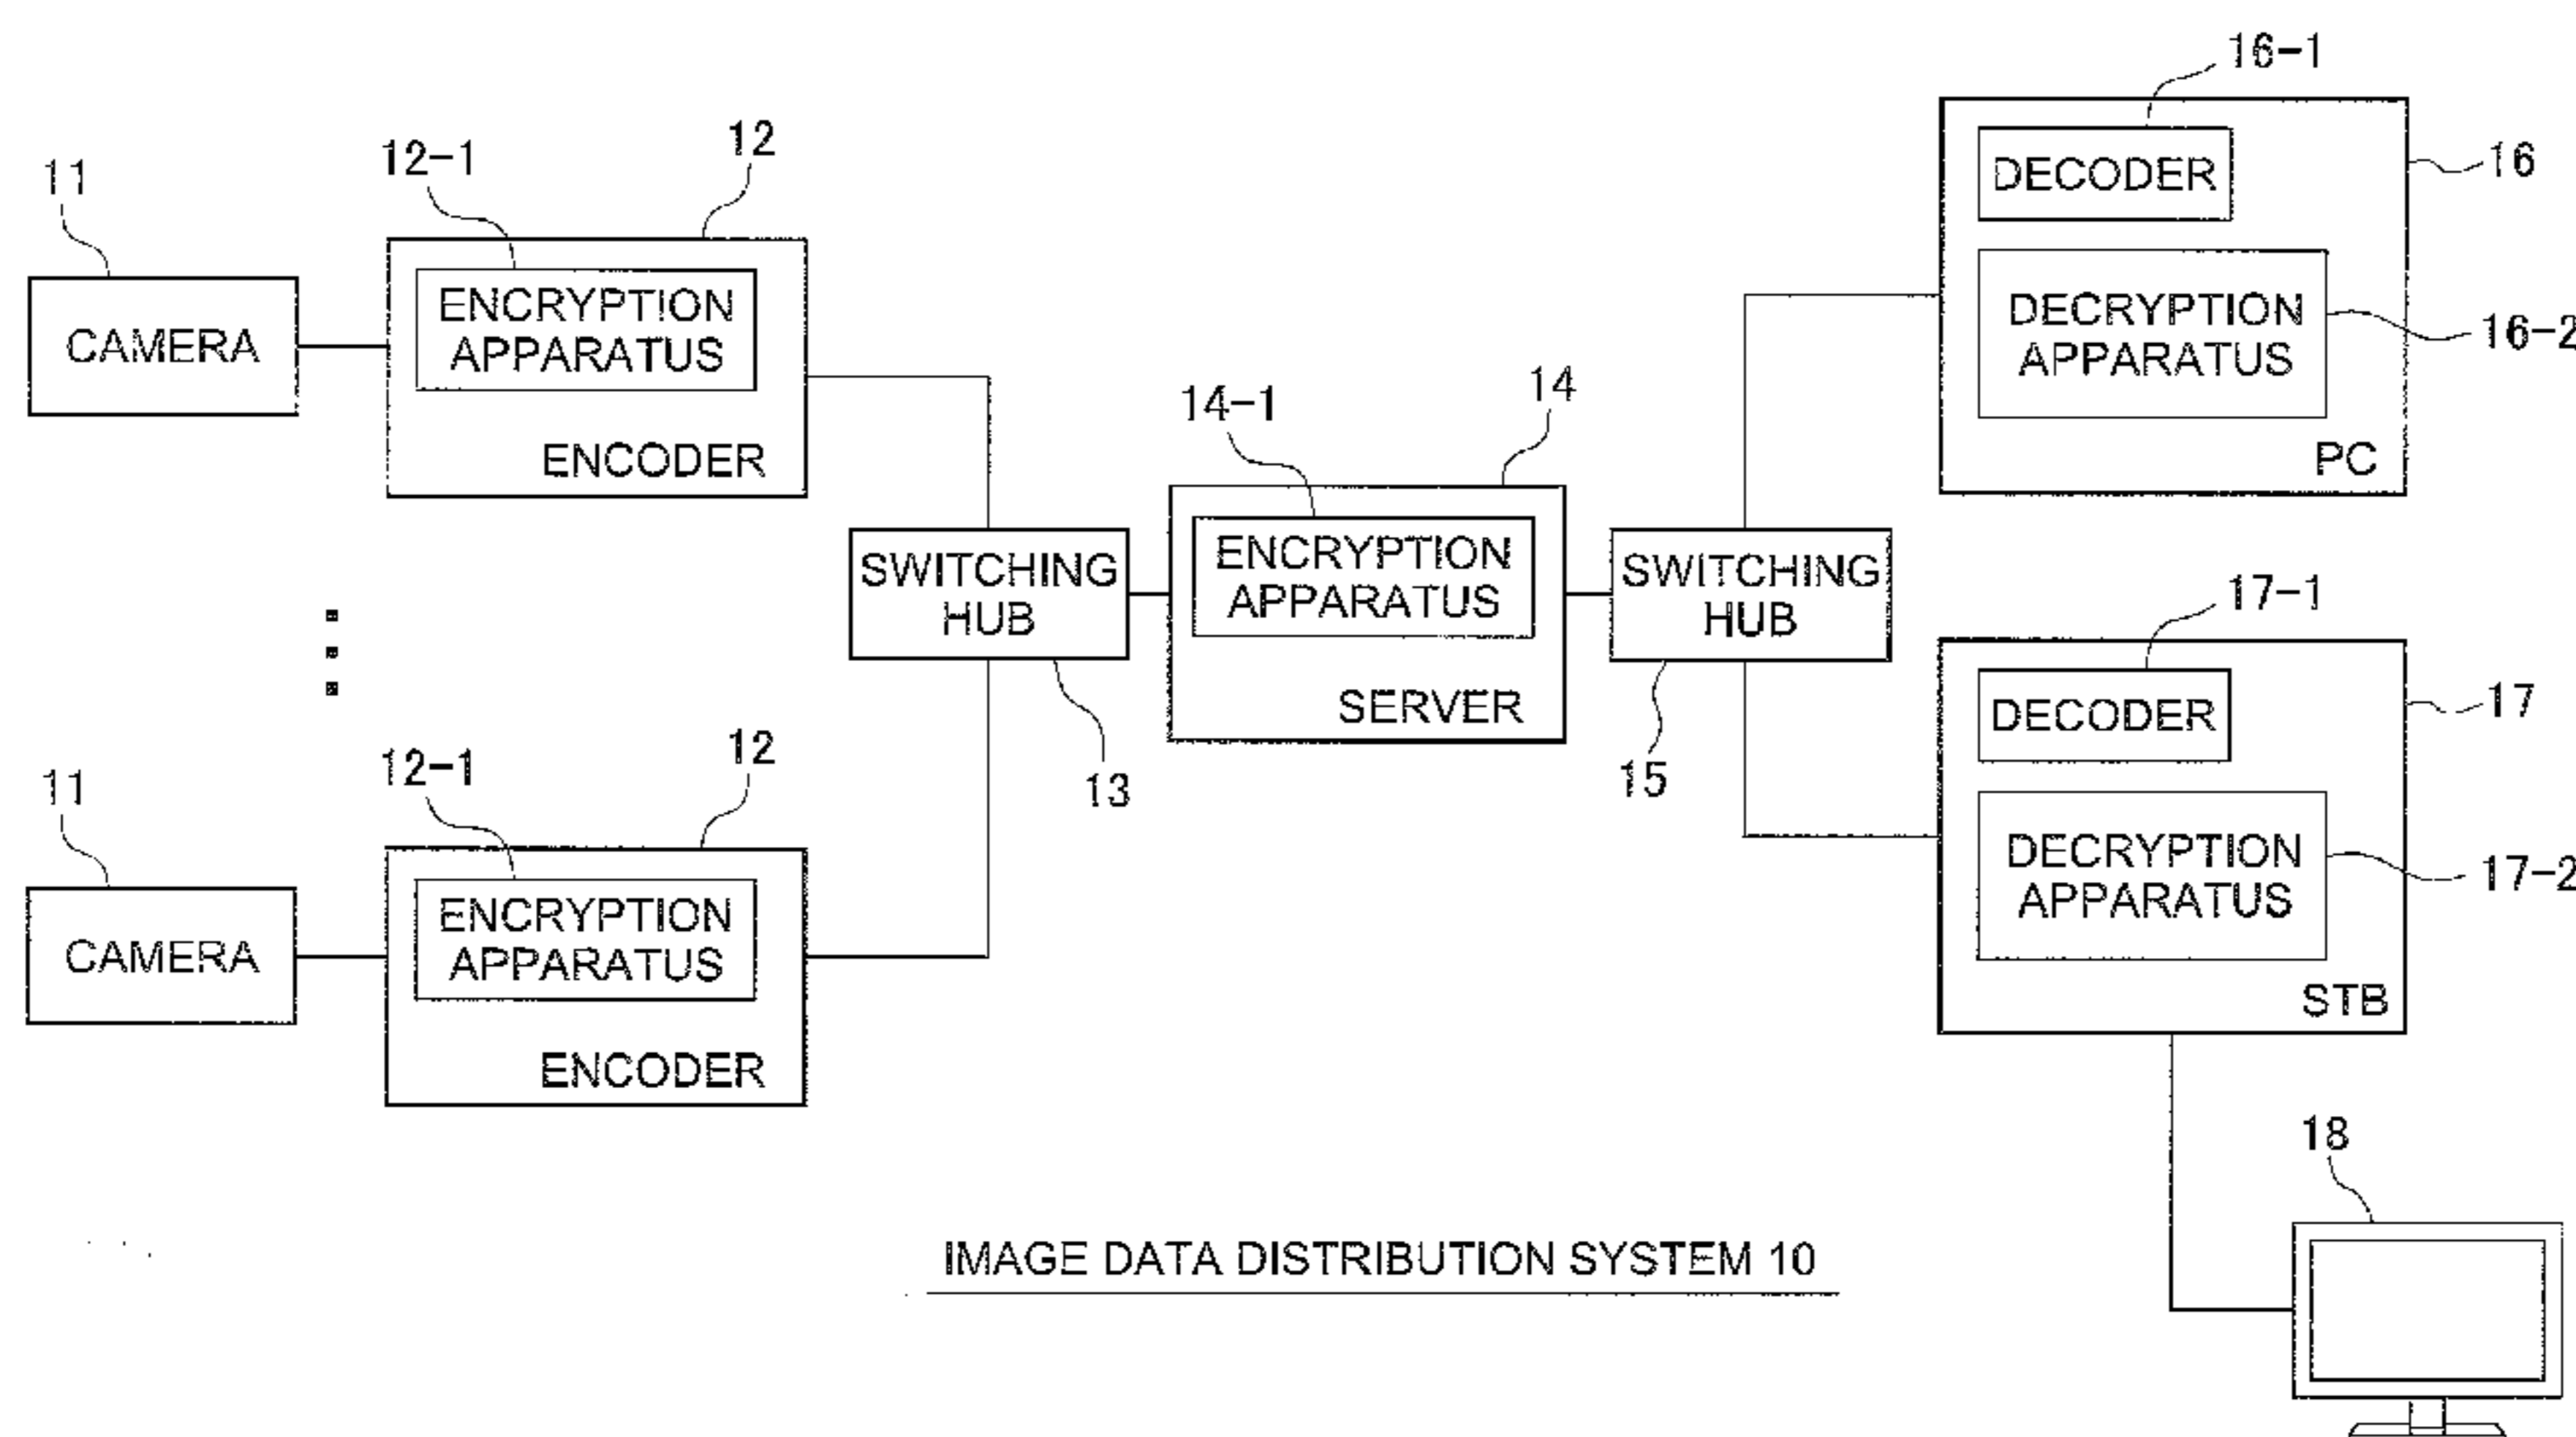 16-1
12
12-1
DECODER
16
11
ENCRYPTION
APPARATUS
DECRYPTION
APPARATUS
16-2
CAMERA
14
14-1
ENCODER
PC
SWITCHING
HUB
ENCRYPTION
APPARATUS
SWITCHING
HUB
17-1
SERVER
DECODER
17
12
12-1
13
15
11
DECRYPTION
APPARATUS
17-2
ENCRYPTION
APPARATUS
CAMERA
STB
ENCODER
18
IMAGE DATA DISTRIBUTION SYSTEM 10